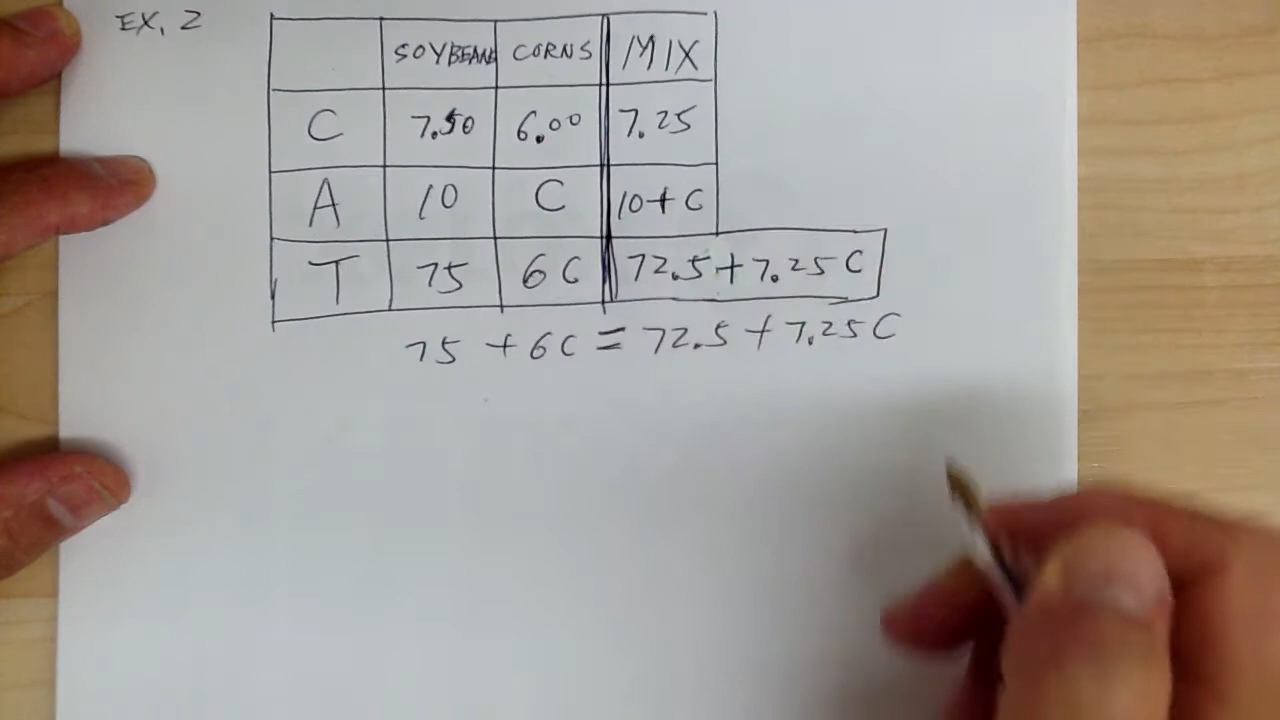 EX, 2
SOYBEANS CORNS MIX
C 7.50 6.00 7.25
A 10 C 10+C
T 75 6C 72.5+7.25C
75 +6C = 72.5+7.25C